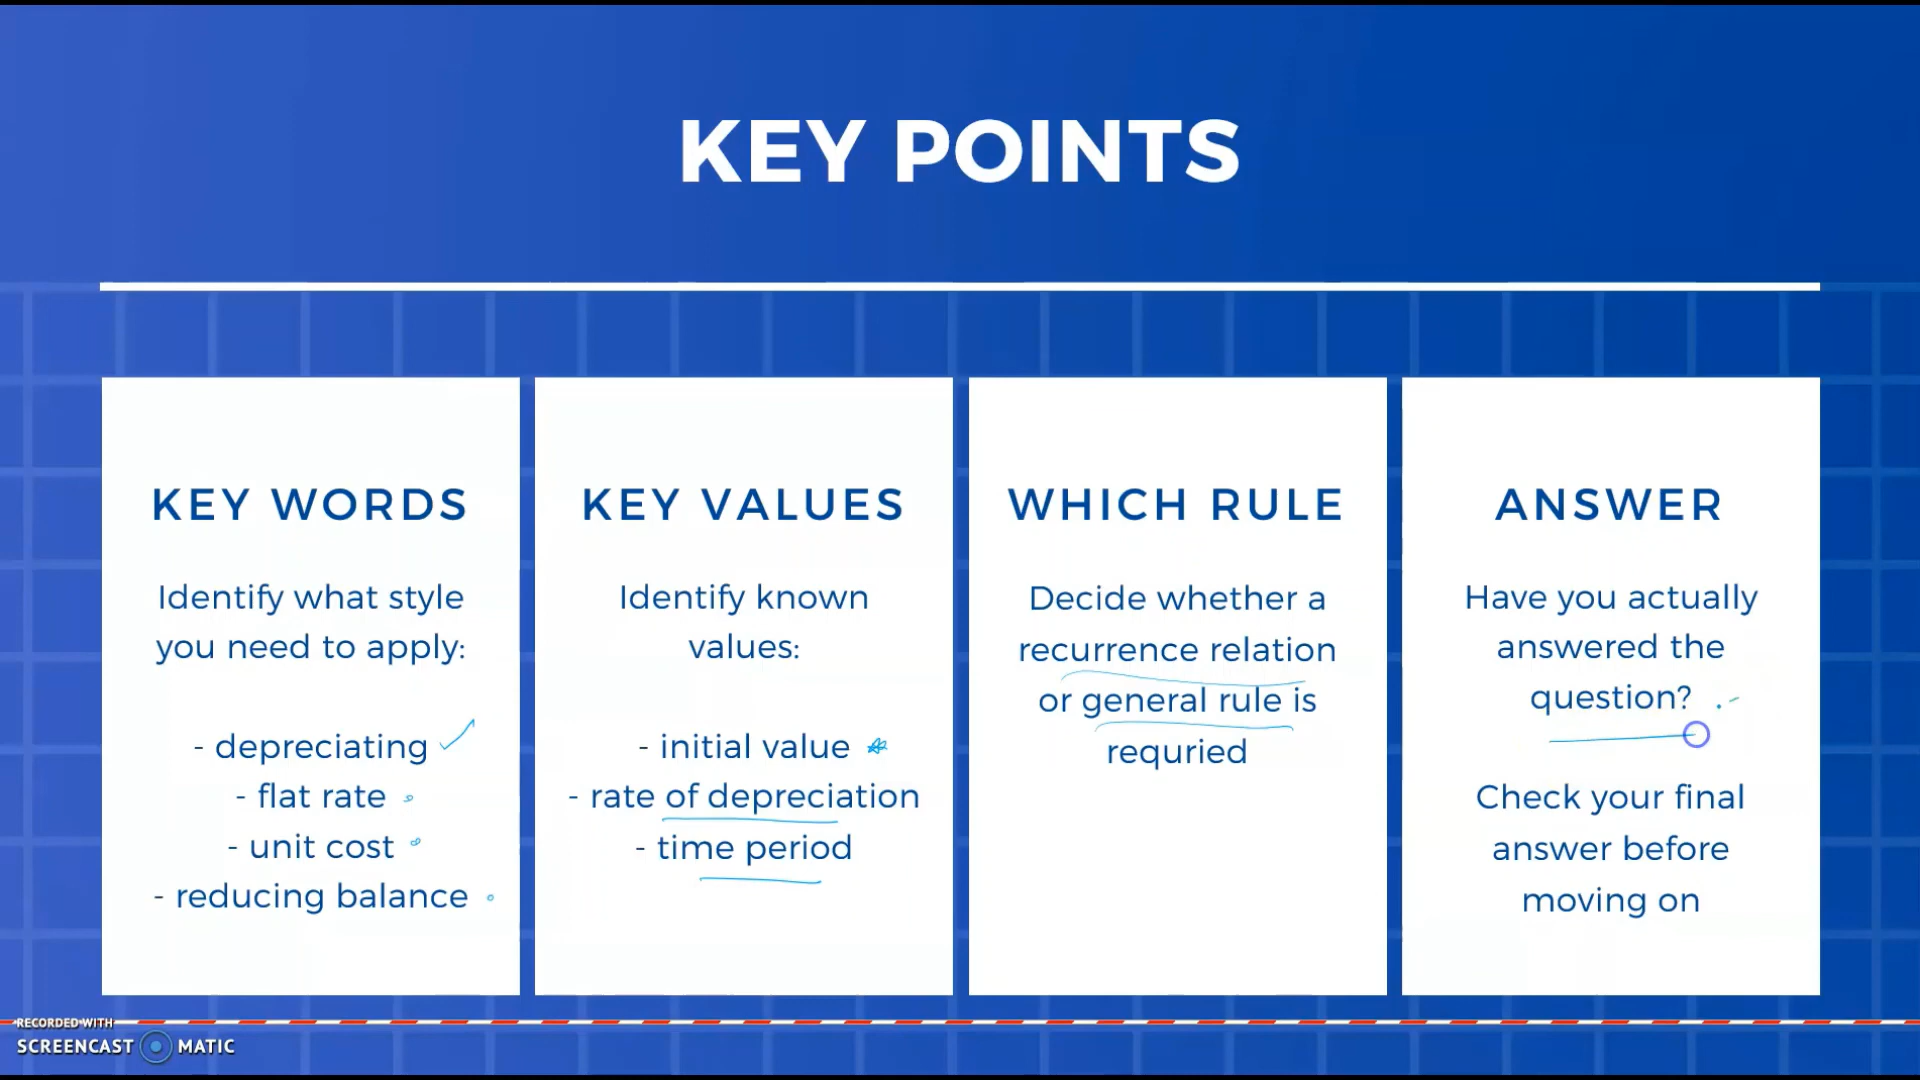 KEY POINTS
KEY WORDS
Identify what style
you need to apply:
- depreciating
- flat rate
- unit cost
- reducing balance
KEY VALUES
Identify known
values:
- initial value
- rate of depreciation
- time period
WHICH RULE
Decide whether a
recurrence relation
or general rule is
requried
ANSWER
Have you actually
answered the
question?
Check your final
answer before
moving on
RECORDED WITH
SCREENCAST MATIC